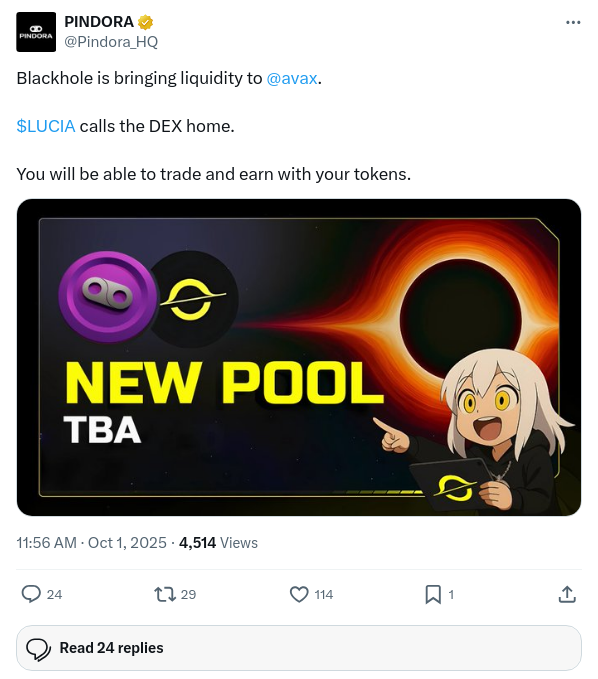 PINDORA
PINDORA
@Pindora_HQ
Blackhole is bringing liquidity to @avax.
$LUCIA calls the DEX home.
You will be able to trade and earn with your tokens.
NEW POOL
TBA
11:56 AM · Oct 1, 2025 · 4,514 Views
24 29 114 1
Read 24 replies